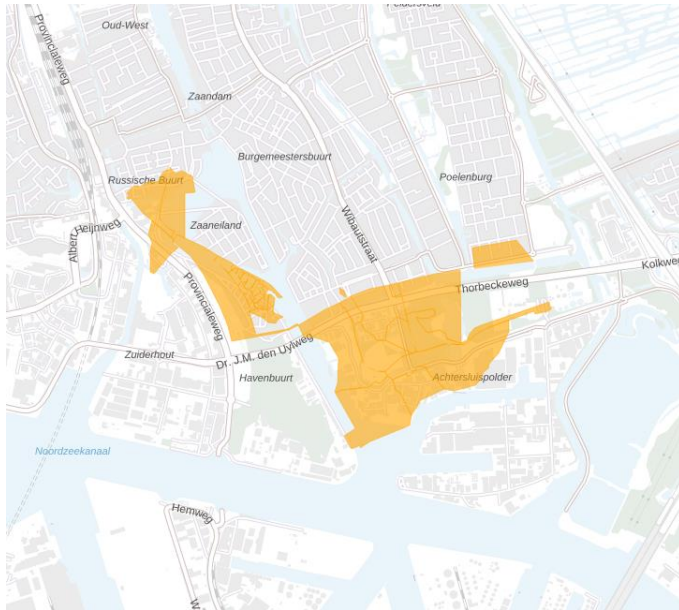 Oud-West
Peldersveld
Provincialeweg
Zaandam
Burgemeestersbuurt
Russische Buurt
Poelenburg
Zaaneiland
Albert Heijnweg
Wibautstraat
Kolkweg
Provincialeweg
Thorbeckeweg
Dr. J.M. den Uylweg
Zuiderhout
Havenbuurt
Achtersluispolder
Noordzeekanaal
Hemweg